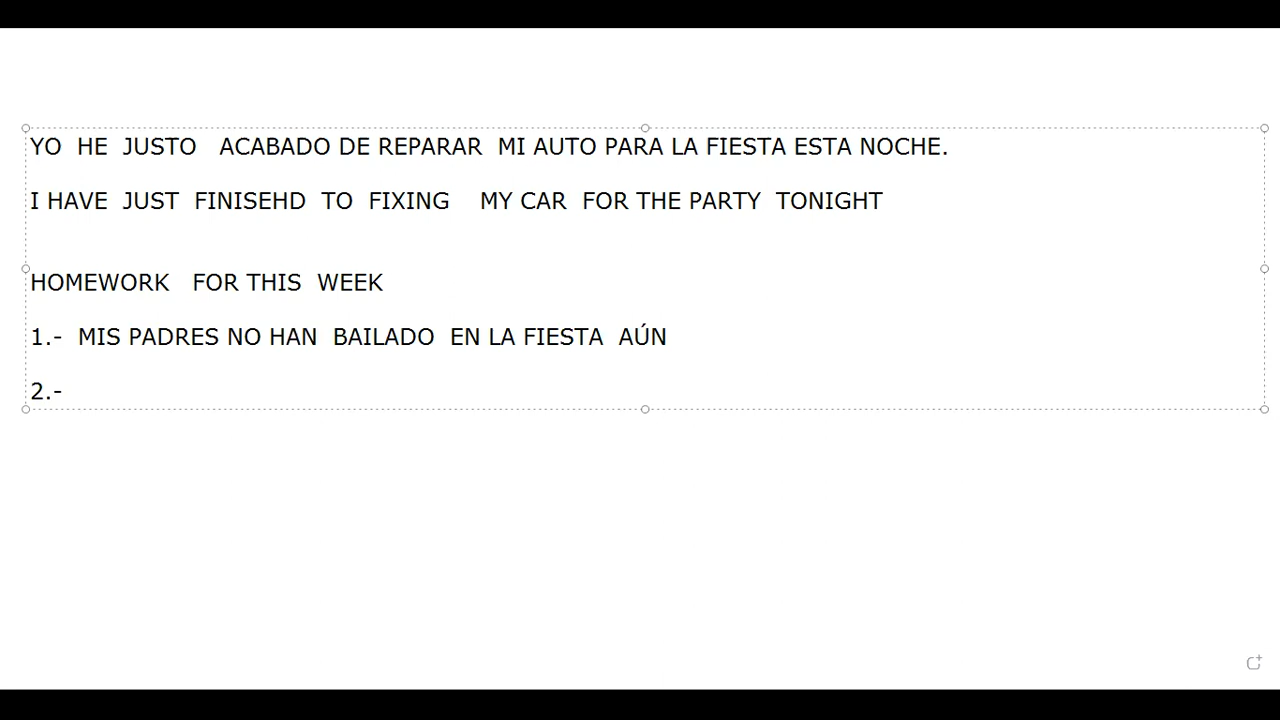 YO HE JUSTO ACABADO DE REPARAR MI AUTO PARA LA FIESTA ESTA NOCHE.
I HAVE JUST FINISEHD TO FIXING MY CAR FOR THE PARTY TONIGHT
HOMEWORK FOR THIS WEEK
1.- MIS PADRES NO HAN BAILADO EN LA FIESTA AÚN
2.-